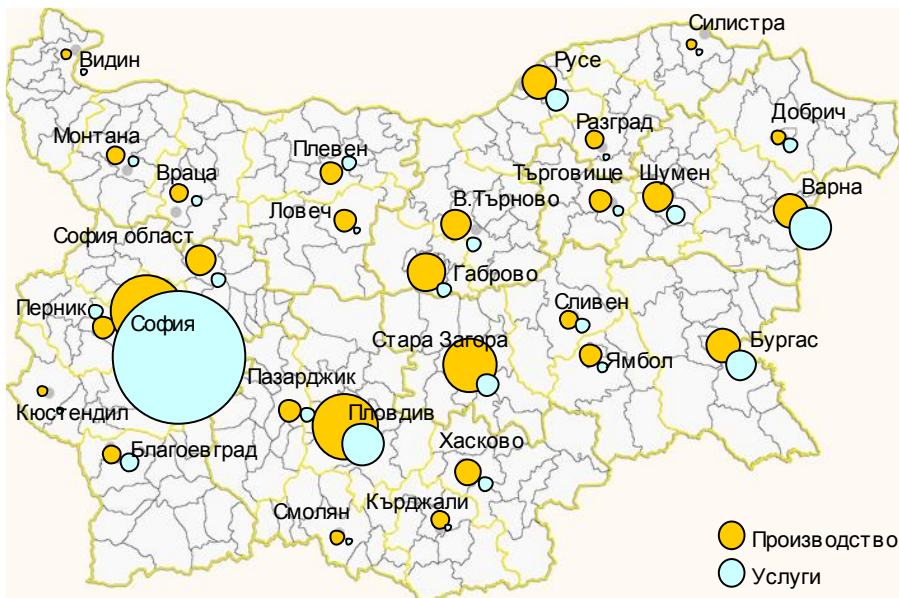 Силистра
Видин
Русе
Добрич
Монтана
Плевен
Разград
Враца
Търговище
Шумен
Варна
Ловеч
В.Търново
София област
Габрово
Перник
София
Сливен
Стара Загора
Бургас
Ямбол
Пазарджик
Кюстендил
Пловдив
Хасково
Благоевград
Кърджали
Смолян
Производство
Услуги